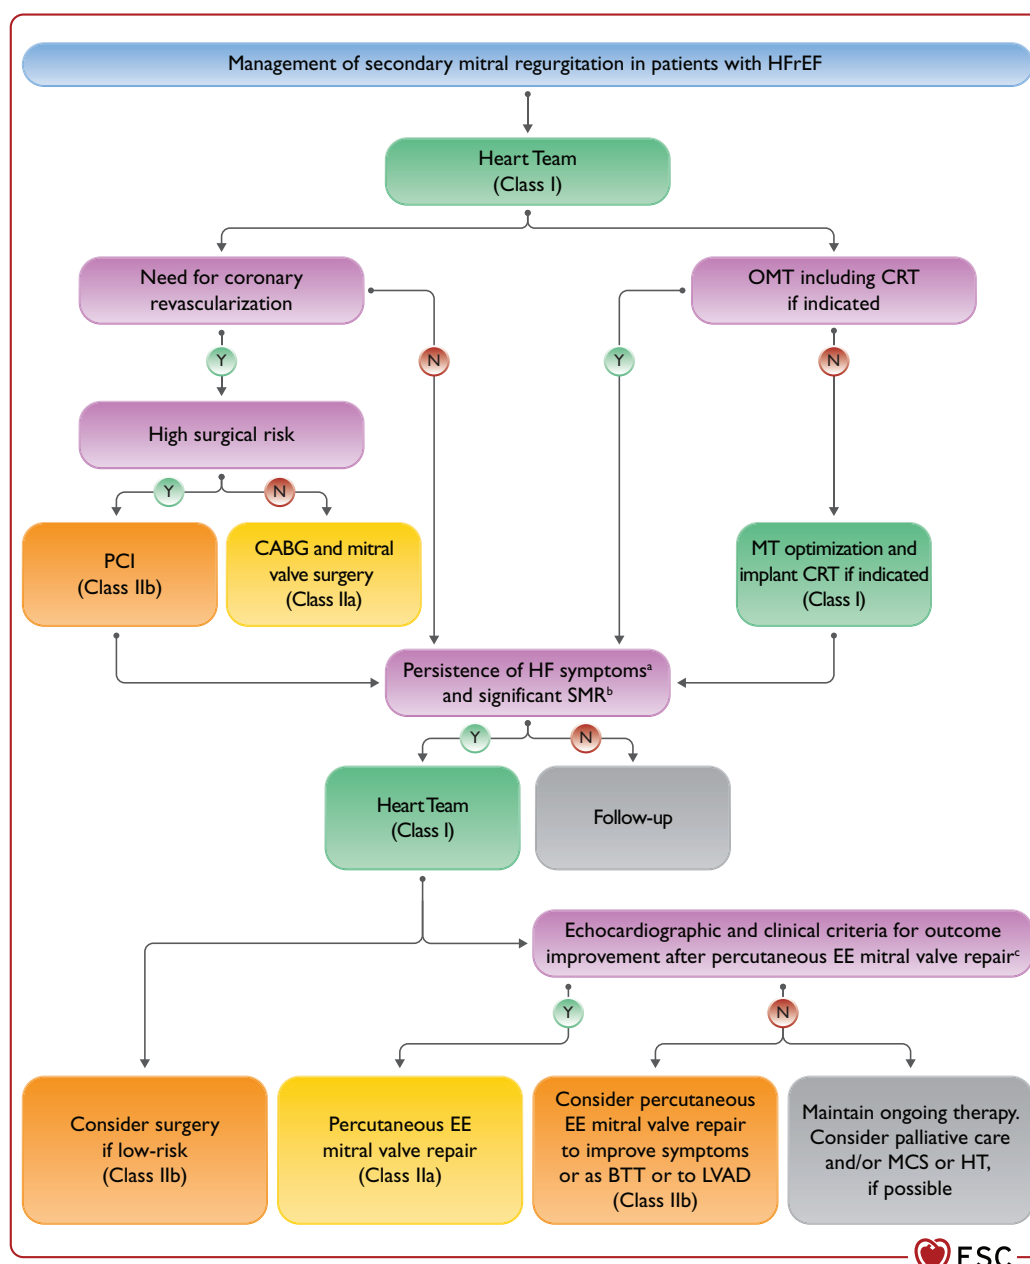 Management of secondary mitral regurgitation in patients with HFrEF
Heart Team
(Class I)
Need for coronary
revascularization
OMT including CRT
if indicated
Y
N
Y
N
High surgical risk
Y
N
PCI
(Class IIb)
CABG and mitral
valve surgery
(Class IIa)
MT optimization and
implant CRT if indicated
(Class I)
Persistence of HF symptomsᵃ
and significant SMRᵇ
Y
N
Heart Team
(Class I)
Follow-up
Echocardiographic and clinical criteria for outcome
improvement after percutaneous EE mitral valve repairᶜ
Y
N
Consider surgery
if low-risk
(Class IIb)
Percutaneous EE
mitral valve repair
(Class IIa)
Consider percutaneous
EE mitral valve repair
to improve symptoms
or as BTT or to LVAD
(Class IIb)
Maintain ongoing therapy.
Consider palliative care
and/or MCS or HT,
if possible
ESC